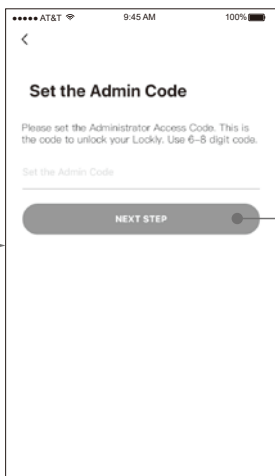 AT&T 9:45 AM 100%
Set the Admin Code
Please set the Administrator Access Code. This is
the code to unlock your Lockly. Use 6–8 digit code.
Set the Admin Code
NEXT STEP